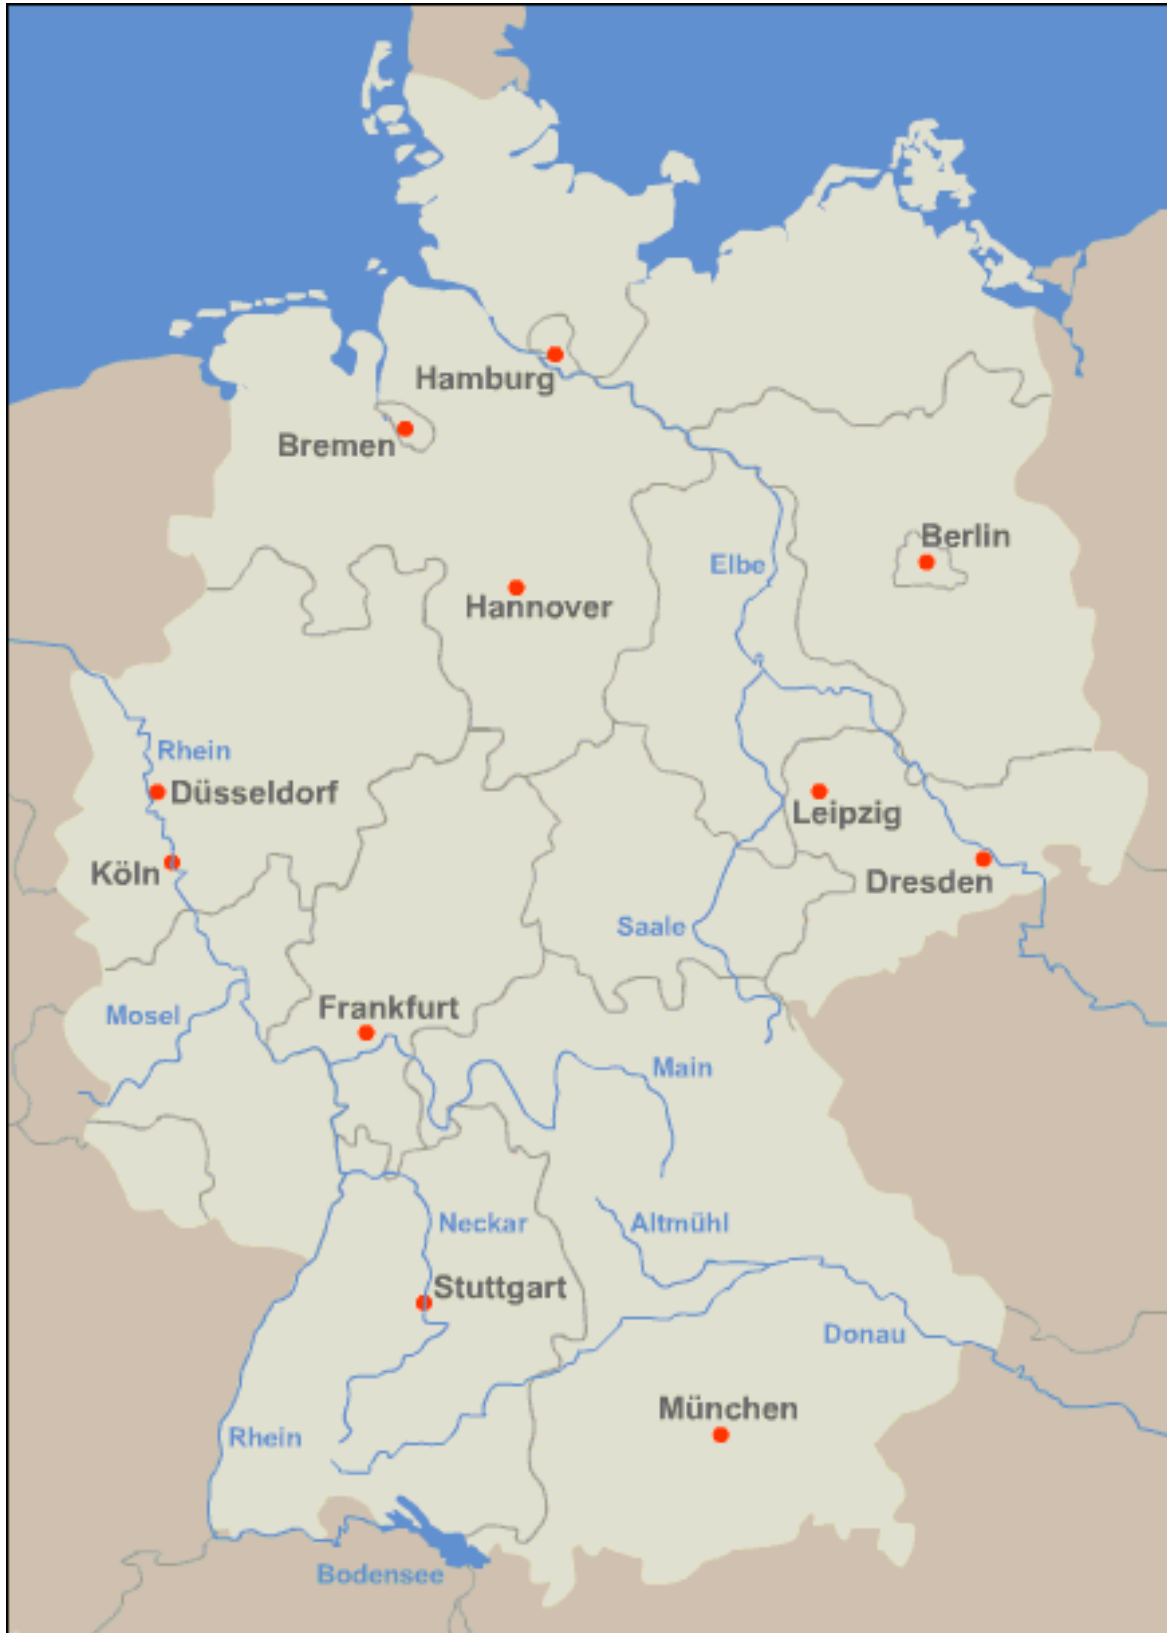 Hamburg
Bremen
Berlin
Elbe
Hannover
Rhein
Düsseldorf
Leipzig
Köln
Dresden
Saale
Frankfurt
Mosel
Main
Neckar
Altmühl
Stuttgart
Donau
München
Rhein
Bodensee